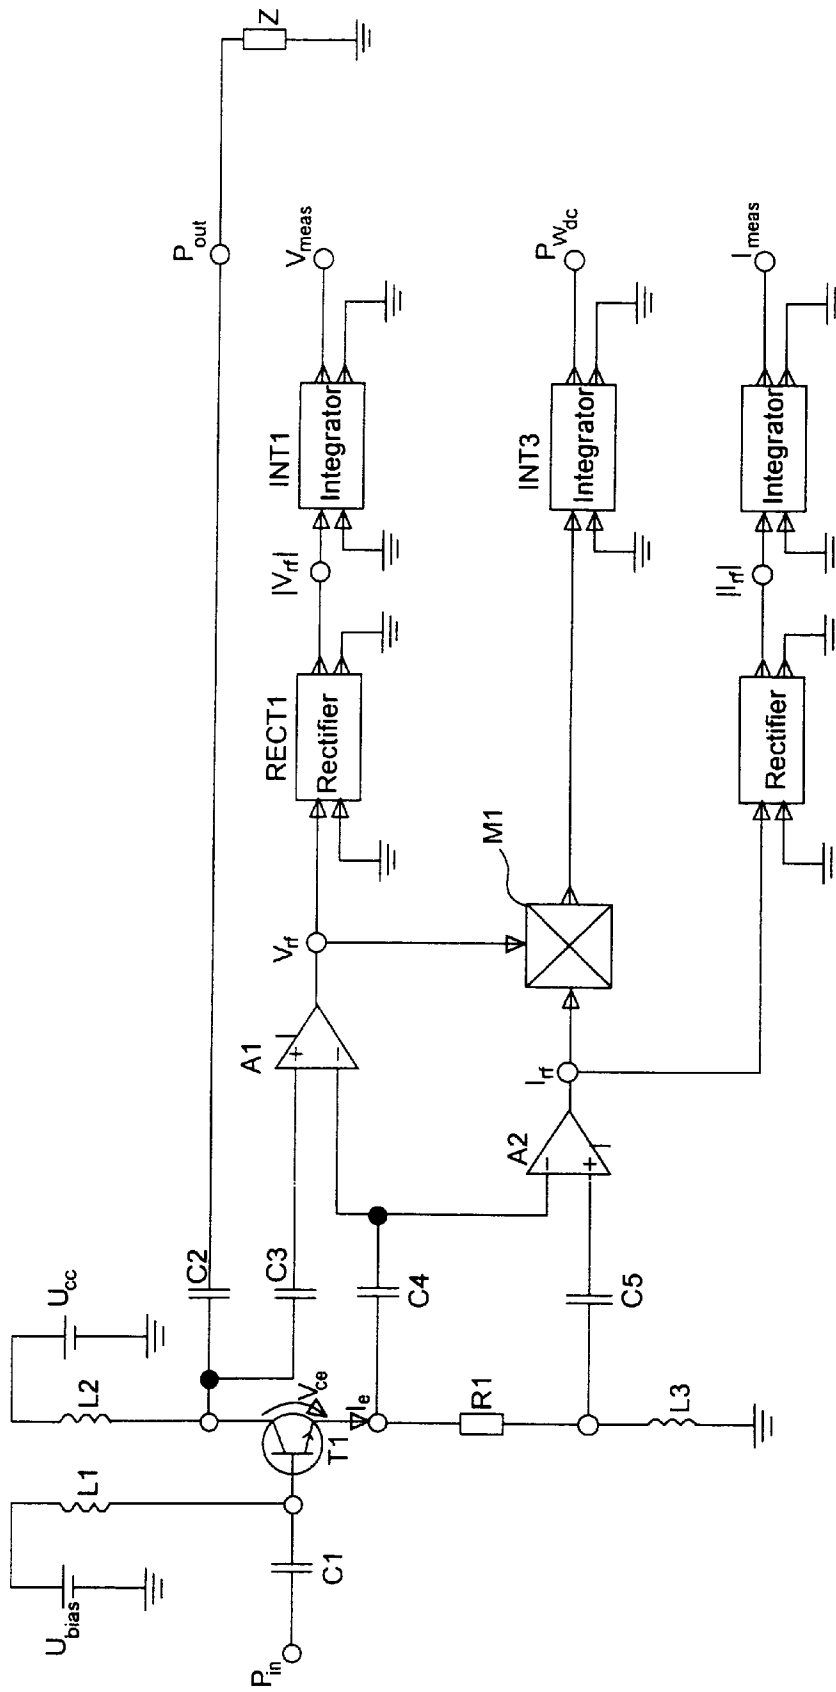 U_bias
L1
P_in
C1
T1
V_ce
I_e
L2
U_cc
C2
C3
C4
R1
C5
L3
A1
+
−
V_rf
A2
−
+
I_rf
M1
RECT1
Rectifier
|V_rf|
INT1
Integrator
V_meas
INT3
Integrator
P_W_dc
Rectifier
|I_rf|
Integrator
I_meas
P_out
Z